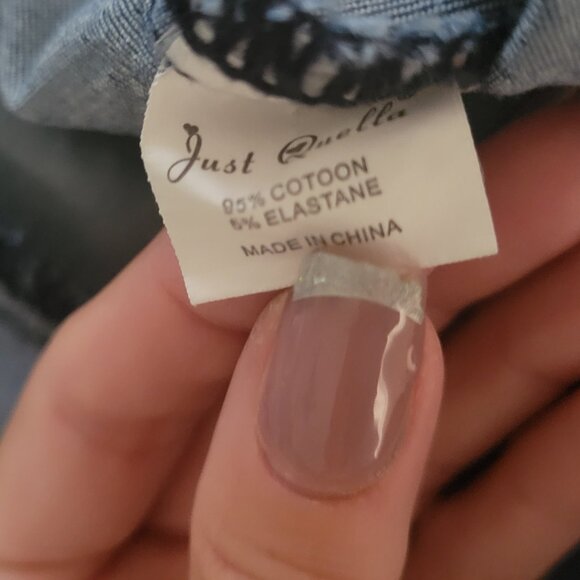 Just Quella
95% COTOON
5% ELASTANE
MADE IN CHINA